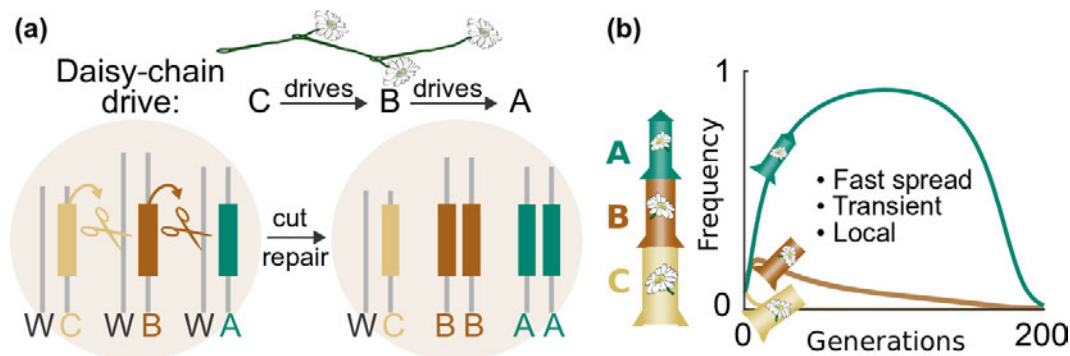 (a)
Daisy-chain
drive:
C drives B drives A
W C W B W A
cut
repair
W C B B A A
(b)
A
B
C
Frequency
1
0
• Fast spread
• Transient
• Local
0 Generations 200